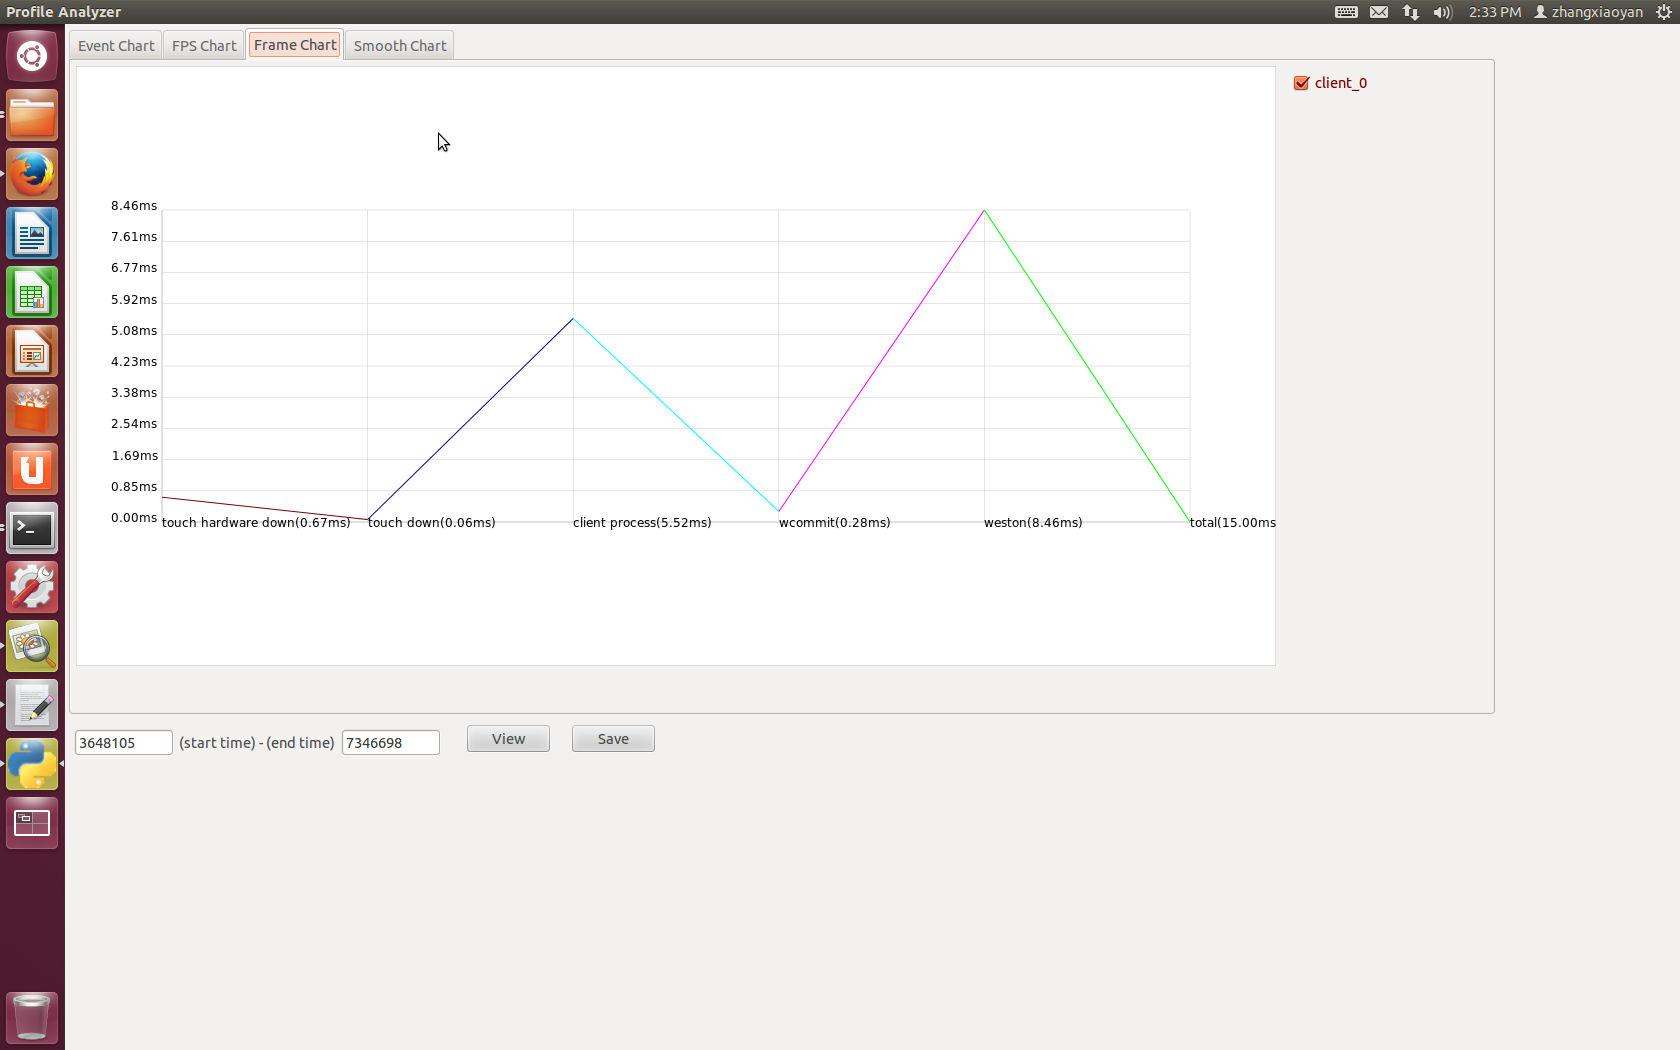 Profile Analyzer
2:33 PM zhangxiaoyan
Event Chart FPS Chart Frame Chart Smooth Chart
client_0
8.46ms
7.61ms
6.77ms
5.92ms
5.08ms
4.23ms
3.38ms
2.54ms
1.69ms
0.85ms
0.00ms
touch hardware down(0.67ms) touch down(0.06ms) client process(5.52ms) wcommit(0.28ms) weston(8.46ms) total(15.00ms
3648105 (start time) - (end time) 7346698 View Save